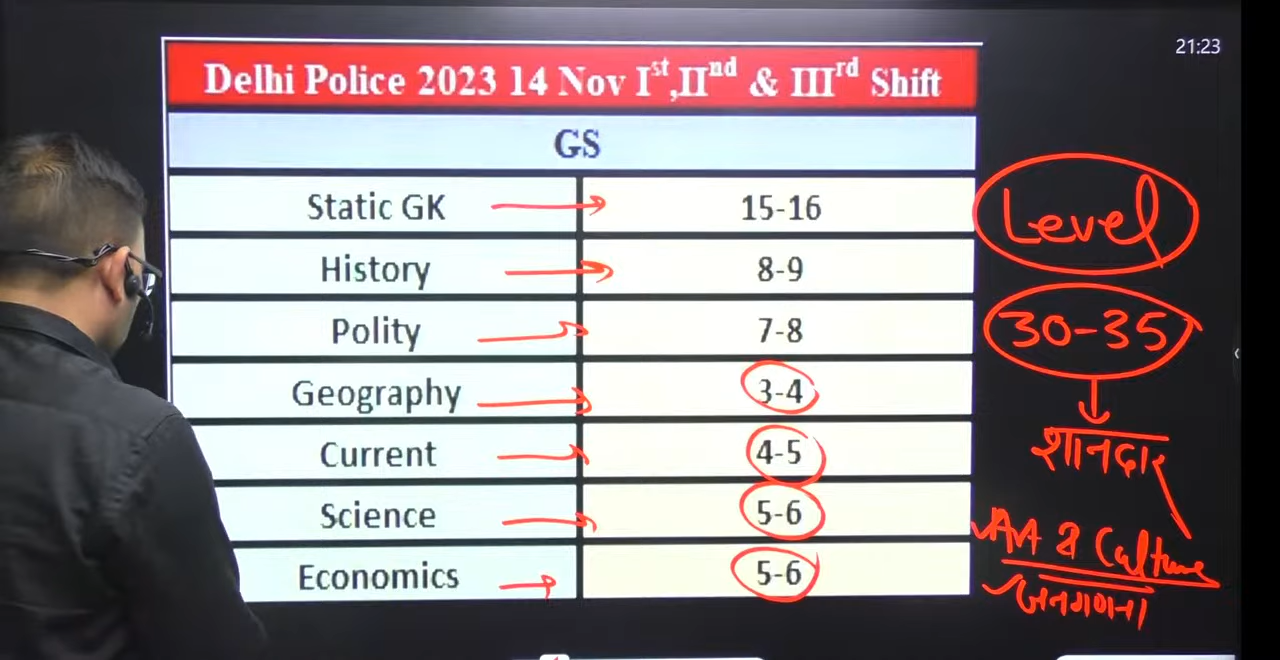 21:23
Delhi Police 2023 14 Nov Iˢᵗ,IIⁿᵈ & IIIʳᵈ Shift
GS
Static GK 15-16
History 8-9
Polity 7-8
Geography 3-4
Current 4-5
Science 5-6
Economics 5-6
Level
30-35
शानदार
Art & Culture
जनगणना